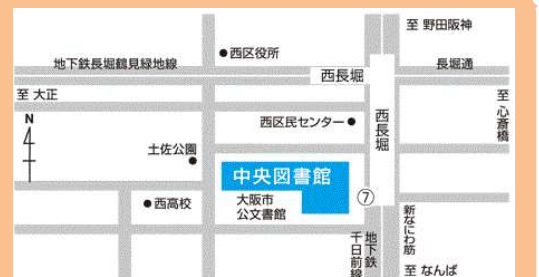 至 野田阪神
●西区役所
地下鉄長堀鶴見緑地線
西長堀
長堀通
至 大正
至 心斎橋
N
西区民センター●
西長堀
土佐公園
●
中央図書館
●西高校
大阪市
公文書館
⑦
新なにわ筋
地下鉄
千日前線
至 なんば